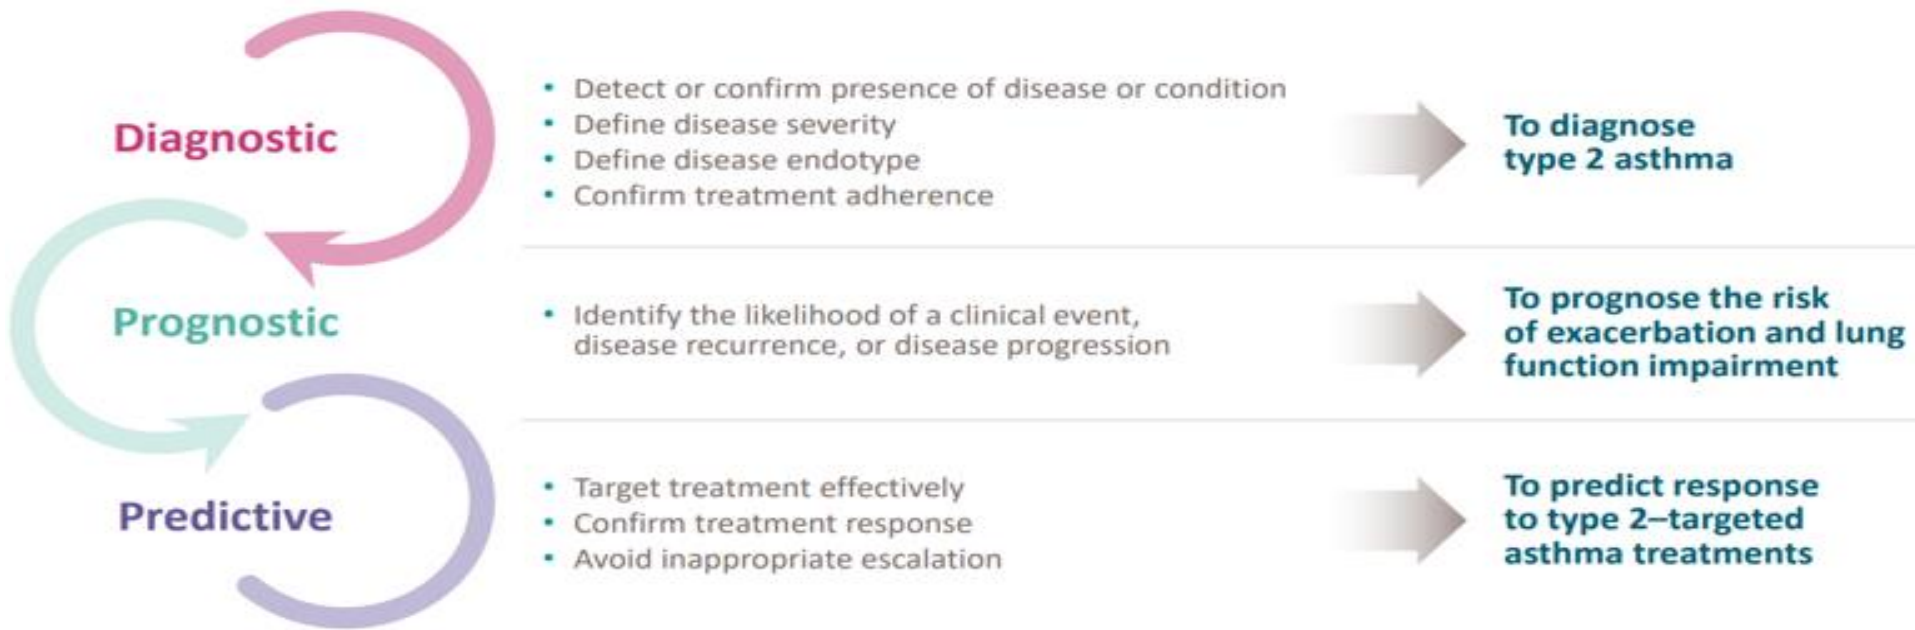 Diagnostic
• Detect or confirm presence of disease or condition
• Define disease severity
• Define disease endotype
• Confirm treatment adherence
To diagnose
type 2 asthma
Prognostic
• Identify the likelihood of a clinical event,
disease recurrence, or disease progression
To prognose the risk
of exacerbation and lung
function impairment
Predictive
• Target treatment effectively
• Confirm treatment response
• Avoid inappropriate escalation
To predict response
to type 2–targeted
asthma treatments